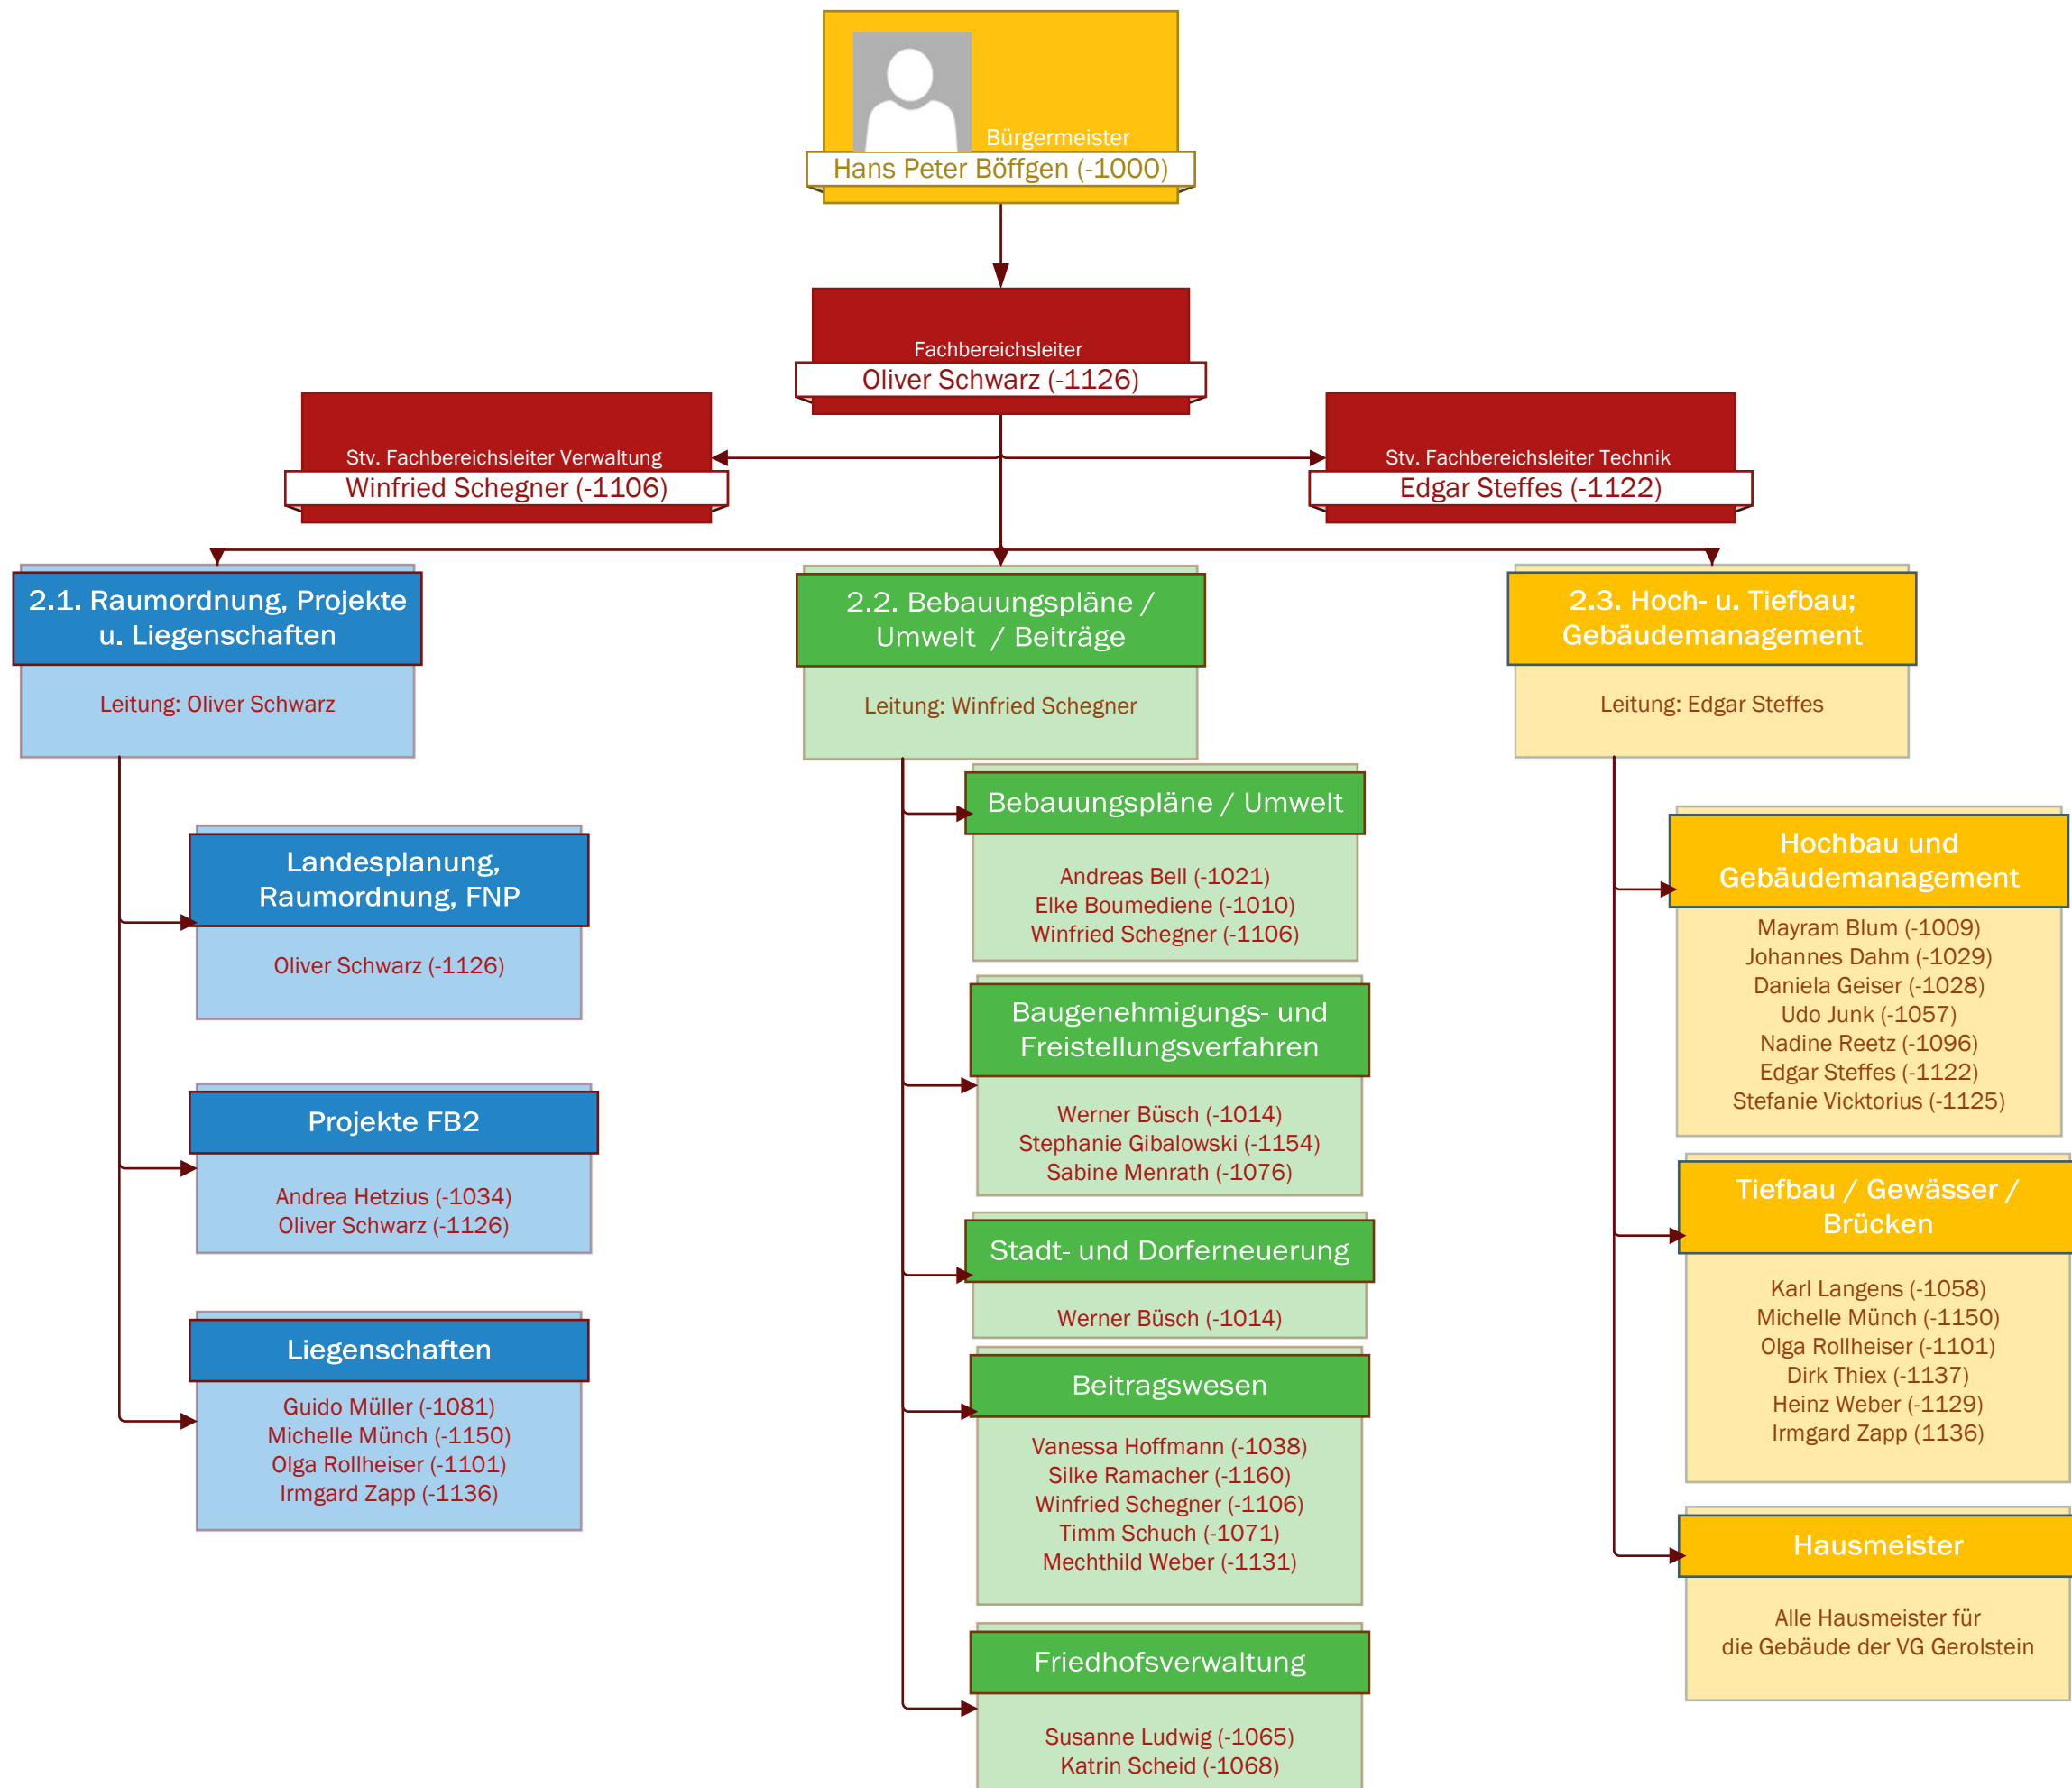 Bürgermeister
Hans Peter Böffgen (-1000)
Fachbereichsleiter
Oliver Schwarz (-1126)
Stv. Fachbereichsleiter Verwaltung
Winfried Schegner (-1106)
Stv. Fachbereichsleiter Technik
Edgar Steffes (-1122)
2.1. Raumordnung, Projekte
u. Liegenschaften
Leitung: Oliver Schwarz
Landesplanung,
Raumordnung, FNP
Oliver Schwarz (-1126)
Projekte FB2
Andrea Hetzius (-1034)
Oliver Schwarz (-1126)
Liegenschaften
Guido Müller (-1081)
Michelle Münch (-1150)
Olga Rollheiser (-1101)
Irmgard Zapp (-1136)
2.2. Bebauungspläne /
Umwelt / Beiträge
Leitung: Winfried Schegner
Bebauungspläne / Umwelt
Andreas Bell (-1021)
Elke Boumediene (-1010)
Winfried Schegner (-1106)
Baugenehmigungs- und
Freistellungsverfahren
Werner Büsch (-1014)
Stephanie Gibalowski (-1154)
Sabine Menrath (-1076)
Stadt- und Dorferneuerung
Werner Büsch (-1014)
Beitragswesen
Vanessa Hoffmann (-1038)
Silke Ramacher (-1160)
Winfried Schegner (-1106)
Timm Schuch (-1071)
Mechthild Weber (-1131)
Friedhofsverwaltung
Susanne Ludwig (-1065)
Katrin Scheid (-1068)
2.3. Hoch- u. Tiefbau;
Gebäudemanagement
Leitung: Edgar Steffes
Hochbau und
Gebäudemanagement
Mayram Blum (-1009)
Johannes Dahm (-1029)
Daniela Geiser (-1028)
Udo Junk (-1057)
Nadine Reetz (-1096)
Edgar Steffes (-1122)
Stefanie Vicktorius (-1125)
Tiefbau / Gewässer /
Brücken
Karl Langens (-1058)
Michelle Münch (-1150)
Olga Rollheiser (-1101)
Dirk Thiex (-1137)
Heinz Weber (-1129)
Irmgard Zapp (1136)
Hausmeister
Alle Hausmeister für
die Gebäude der VG Gerolstein